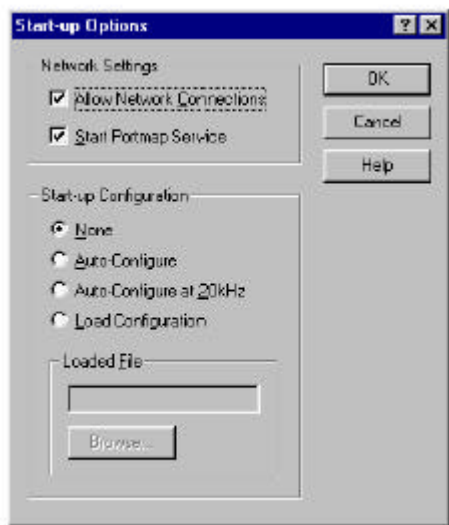 Start-up Options ? ×
Network Settings
Allow Network Connections
Start Portmap Service
OK
Cancel
Help
Start-up Configuration
None
Auto-Configure
Auto-Configure at 20kHz
Load Configuration
Loaded File
Browse...